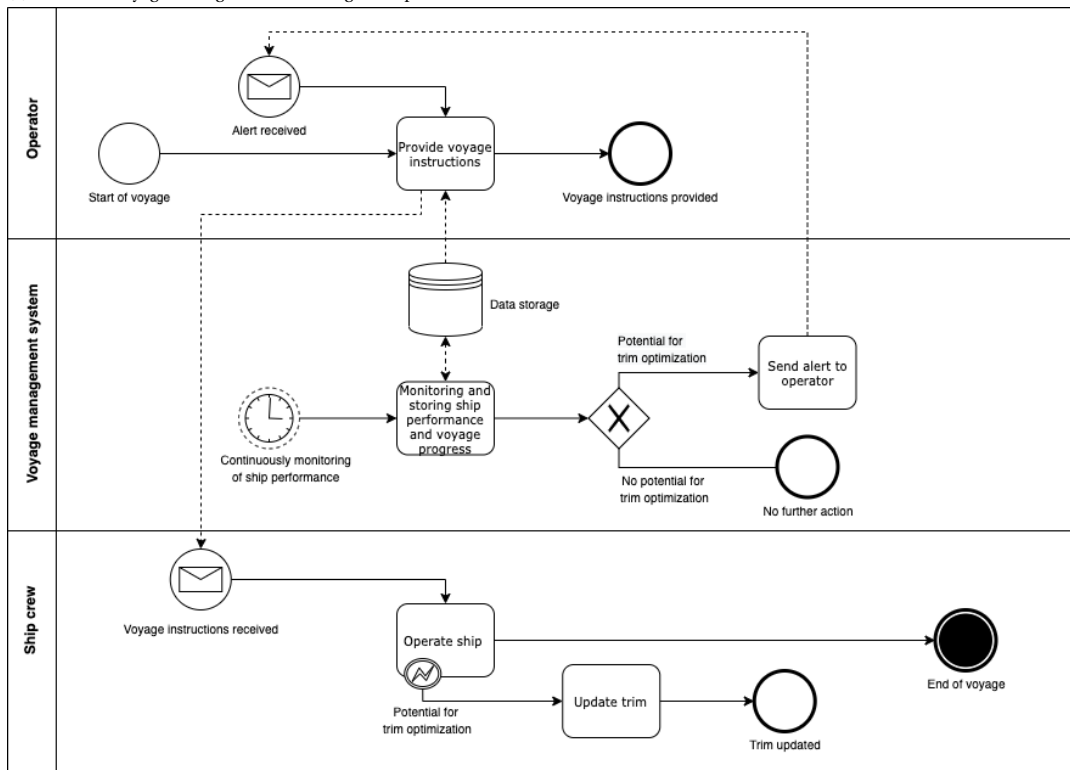 Operator
Alert received
Start of voyage
Provide voyage
instructions
Voyage instructions provided
Voyage management system
Data storage
Continuously monitoring
of ship performance
Monitoring and
storing ship
performance
and voyage
progress
Potential for
trim optimization
No potential for
trim optimization
Send alert to
operator
No further action
Ship crew
Voyage instructions received
Operate ship
Potential for
trim optimization
Update trim
Trim updated
End of voyage